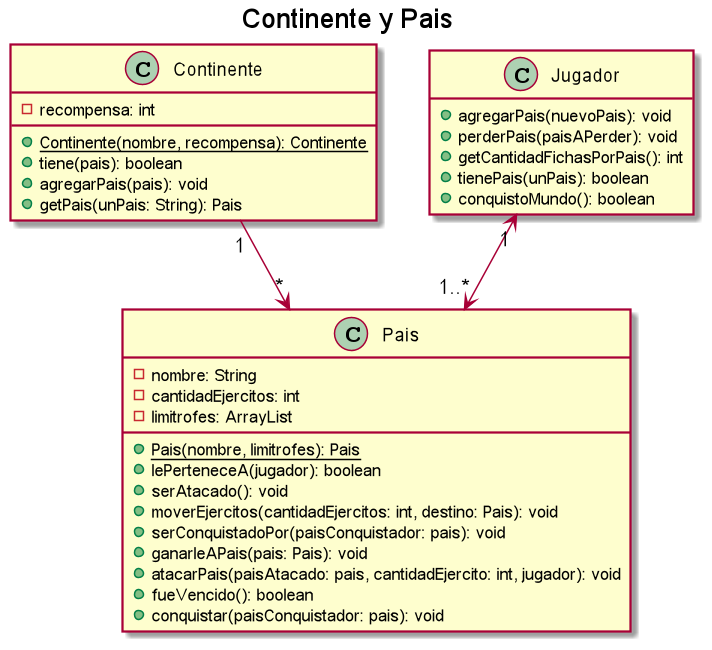 Continente y Pais
C Continente
recompensa: int
Continente(nombre, recompensa): Continente
tiene(pais): boolean
agregarPais(pais): void
getPais(unPais: String): Pais
C Jugador
agregarPais(nuevoPais): void
perderPais(paisAPerder): void
getCantidadFichasPorPais(): int
tienePais(unPais): boolean
conquistoMundo(): boolean
1
*
1
1..*
C Pais
nombre: String
cantidadEjercitos: int
limitrofes: ArrayList
Pais(nombre, limitrofes): Pais
lePerteneceA(jugador): boolean
serAtacado(): void
moverEjercitos(cantidadEjercitos: int, destino: Pais): void
serConquistadoPor(paisConquistador: pais): void
ganarleAPais(pais: Pais): void
atacarPais(paisAtacado: pais, cantidadEjercito: int, jugador): void
fueVencido(): boolean
conquistar(paisConquistador: pais): void